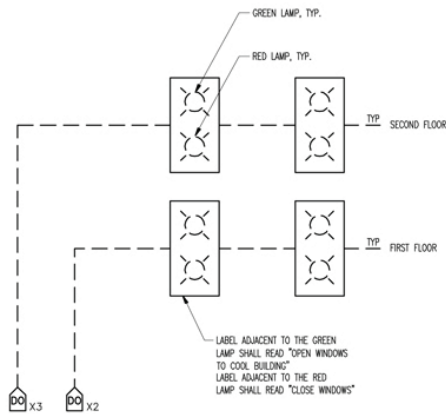 GREEN LAMP, TYP.
RED LAMP, TYP.
TYP SECOND FLOOR
TYP FIRST FLOOR
LABEL ADJACENT TO THE GREEN
LAMP SHALL READ "OPEN WINDOWS
TO COOL BUILDING"
LABEL ADJACENT TO THE RED
LAMP SHALL READ "CLOSE WINDOWS"
DO X3 DO X2